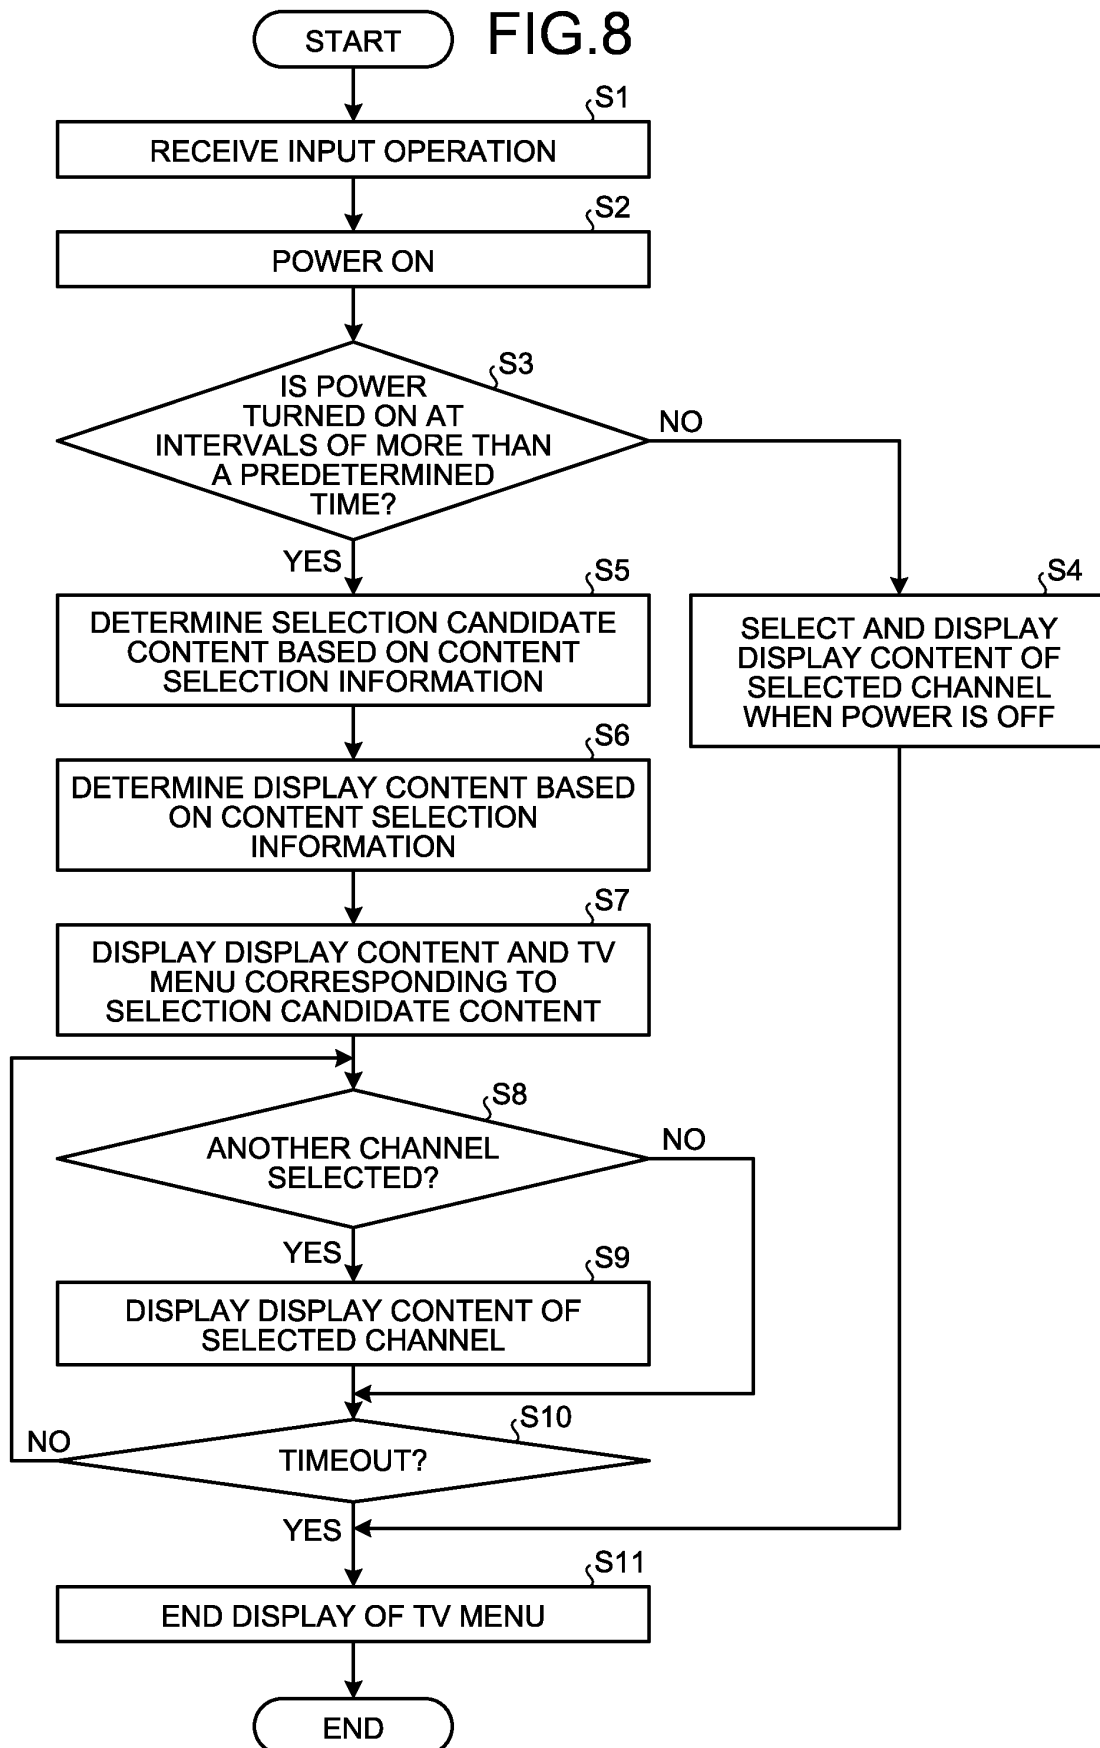 START
FIG.8
S1
RECEIVE INPUT OPERATION
S2
POWER ON
S3
IS POWER
TURNED ON AT
INTERVALS OF MORE THAN
A PREDETERMINED
TIME?
NO
YES
S5
DETERMINE SELECTION CANDIDATE
CONTENT BASED ON CONTENT
SELECTION INFORMATION
S4
SELECT AND DISPLAY
DISPLAY CONTENT OF
SELECTED CHANNEL
WHEN POWER IS OFF
S6
DETERMINE DISPLAY CONTENT BASED
ON CONTENT SELECTION
INFORMATION
S7
DISPLAY DISPLAY CONTENT AND TV
MENU CORRESPONDING TO
SELECTION CANDIDATE CONTENT
S8
ANOTHER CHANNEL
SELECTED?
NO
YES
S9
DISPLAY DISPLAY CONTENT OF
SELECTED CHANNEL
S10
TIMEOUT?
NO
YES
S11
END DISPLAY OF TV MENU
END